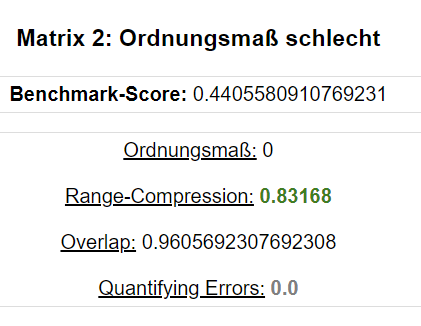 Matrix 2: Ordnungsmaß schlecht
Benchmark-Score: 0.4405580910769231
Ordnungsmaß: 0
Range-Compression: 0.83168
Overlap: 0.9605692307692308
Quantifying Errors: 0.0